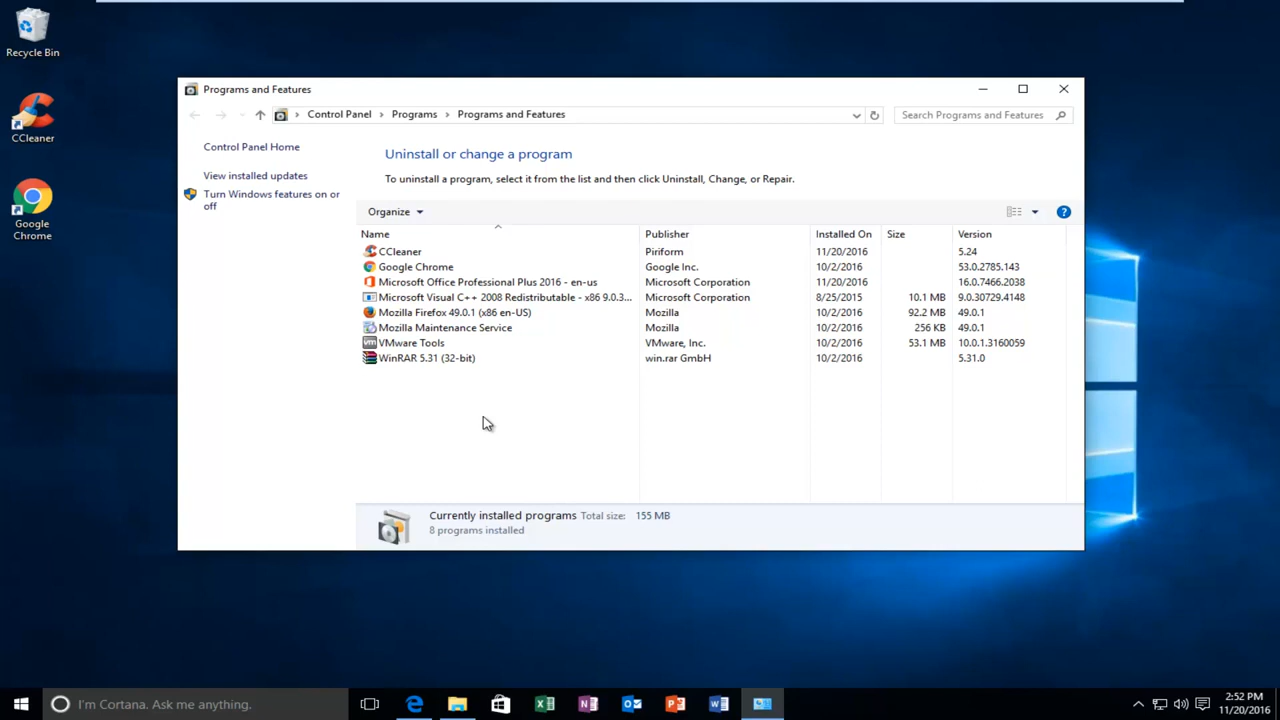 Recycle Bin
CCleaner
Google
Chrome
Programs and Features
Control Panel > Programs > Programs and Features
Search Programs and Features
Control Panel Home
View installed updates
Turn Windows features on or
off
Uninstall or change a program
To uninstall a program, select it from the list and then click Uninstall, Change, or Repair.
Organize
Name Publisher Installed On Size Version
CCleaner Piriform 11/20/2016 5.24
Google Chrome Google Inc. 10/2/2016 53.0.2785.143
Microsoft Office Professional Plus 2016 - en-us Microsoft Corporation 11/20/2016 16.0.7466.2038
Microsoft Visual C++ 2008 Redistributable - x86 9.0.3... Microsoft Corporation 8/25/2015 10.1 MB 9.0.30729.4148
Mozilla Firefox 49.0.1 (x86 en-US) Mozilla 10/2/2016 92.2 MB 49.0.1
Mozilla Maintenance Service Mozilla 10/2/2016 256 KB 49.0.1
vm VMware Tools VMware, Inc. 10/2/2016 53.1 MB 10.0.1.3160059
WinRAR 5.31 (32-bit) win.rar GmbH 10/2/2016 5.31.0
Currently installed programs Total size: 155 MB
8 programs installed
I'm Cortana. Ask me anything.
2:52 PM
11/20/2016